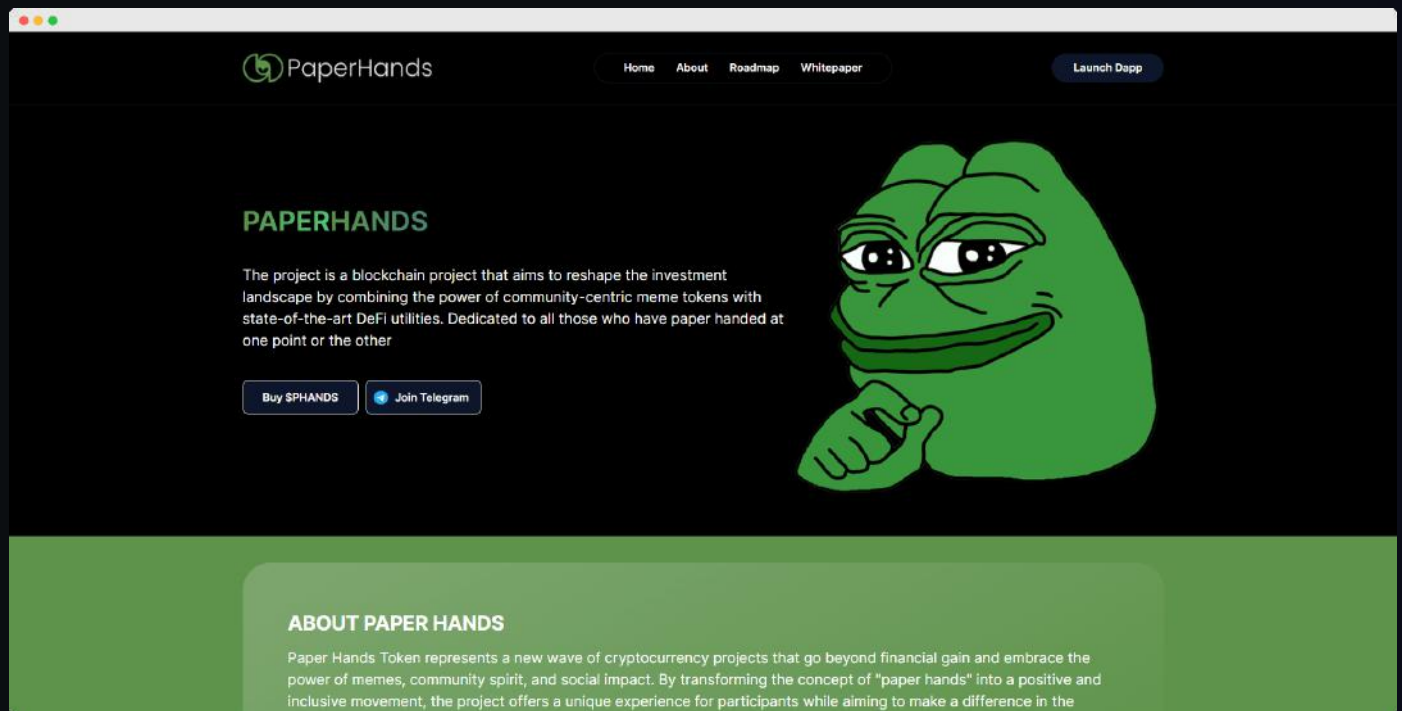 PaperHands
Home About Roadmap Whitepaper
Launch Dapp
PAPERHANDS
The project is a blockchain project that aims to reshape the investment
landscape by combining the power of community-centric meme tokens with
state-of-the-art DeFi utilities. Dedicated to all those who have paper handed at
one point or the other
Buy $PHANDS
Join Telegram
ABOUT PAPER HANDS
Paper Hands Token represents a new wave of cryptocurrency projects that go beyond financial gain and embrace the
power of memes, community spirit, and social impact. By transforming the concept of "paper hands" into a positive and
inclusive movement, the project offers a unique experience for participants while aiming to make a difference in the